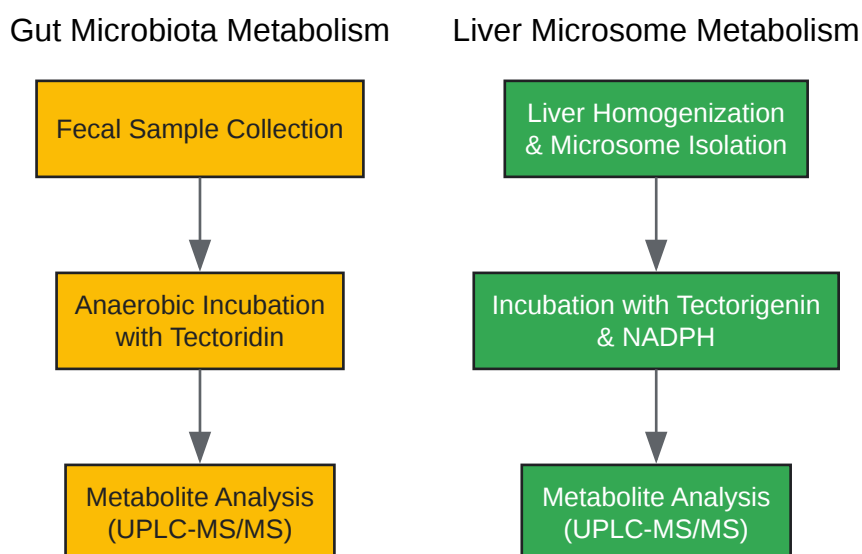 Gut Microbiota Metabolism
Fecal Sample Collection
Anaerobic Incubation
with Tectoridin
Metabolite Analysis
(UPLC-MS/MS)
Liver Microsome Metabolism
Liver Homogenization
& Microsome Isolation
Incubation with Tectorigenin
& NADPH
Metabolite Analysis
(UPLC-MS/MS)